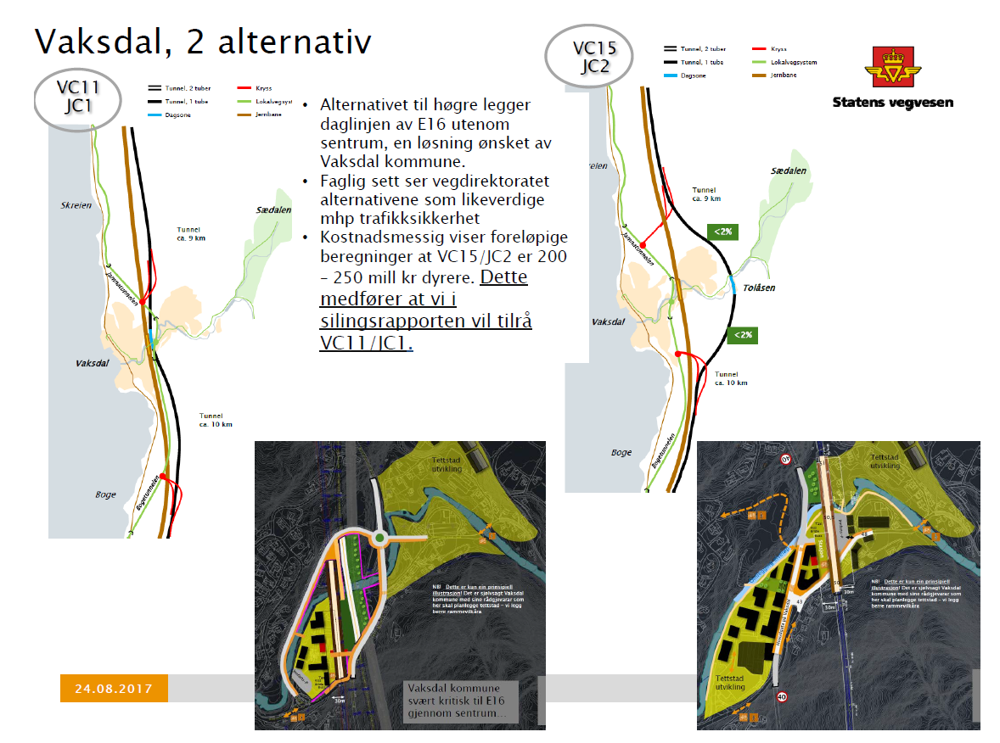 Vaksdal, 2 alternativ
VC11
JC1
Tunnel, 2 tuber
Tunnel, 1 tube
Dagsone
Kryss
Lokalvegsyst
Jernbane
Skreien
Sædalen
Tunnel
ca. 9 km
Jamnatunnelen
Vaksdal
Tunnel
ca. 10 km
Boge
Bogetunnelen
• Alternativet til høgre legger
daglinjen av E16 utenom
sentrum, en løsning ønsket av
Vaksdal kommune.
• Faglig sett ser vegdirektoratet
alternativene som likeverdige
mhp trafikksikkerhet
• Kostnadsmessig viser foreløpige
beregninger at VC15/JC2 er 200
– 250 mill kr dyrere. Dette
medfører at vi i
silingsrapporten vil tilrå
VC11/JC1.
VC15
JC2
Tunnel, 2 tuber
Tunnel, 1 tube
Dagsone
Kryss
Lokalvegsystem
Jernbane
Statens vegvesen
reien
Sædalen
Tunnel
ca. 9 km
<2%
Jamnatunnelen
Tolåsen
Vaksdal
<2%
Tunnel
ca. 10 km
Boge
Bogetunnelen
Tettstad
utvikling
NB! Dette er kun ein prinsipiell
illustrasjon! Det er sjølvsagt Vaksdal
kommune med sine rådgjevarar som
her skal planlegge tettstad – vi legg
berre rammevilkåra
30m
Vaksdal kommune
svært kritisk til E16
gjennom sentrum...
40
Tettstad
utvikling
Stasjon
43
43
30m
30m
NB! Dette er kun ein prinsipiell
illustrasjon! Det er sjølvsagt Vaksdal
kommune med sine rådgjevarar som
her skal planlegge tettstad – vi legg
berre rammevilkåra
Tettstad
utvikling
40
24.08.2017